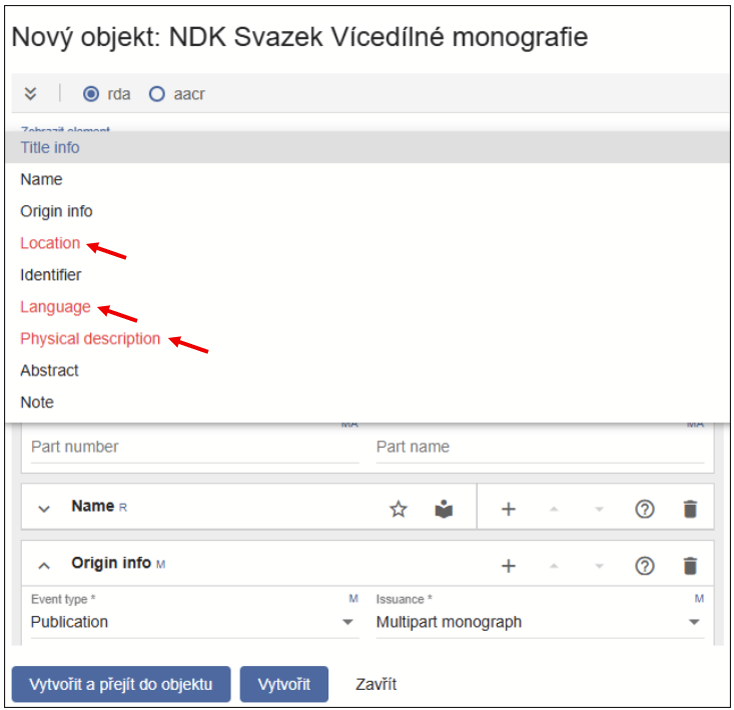 Nový objekt: NDK Svazek Vícedílné monografie
rda aacr
Zobrazit element
Title info
Name
Origin info
Location
Identifier
Language
Physical description
Abstract
Note
MA MA
Part number Part name
Name R
Origin info M
Event type * M Issuance * M
Publication Multipart monograph
Vytvořit a přejít do objektu Vytvořit Zavřít